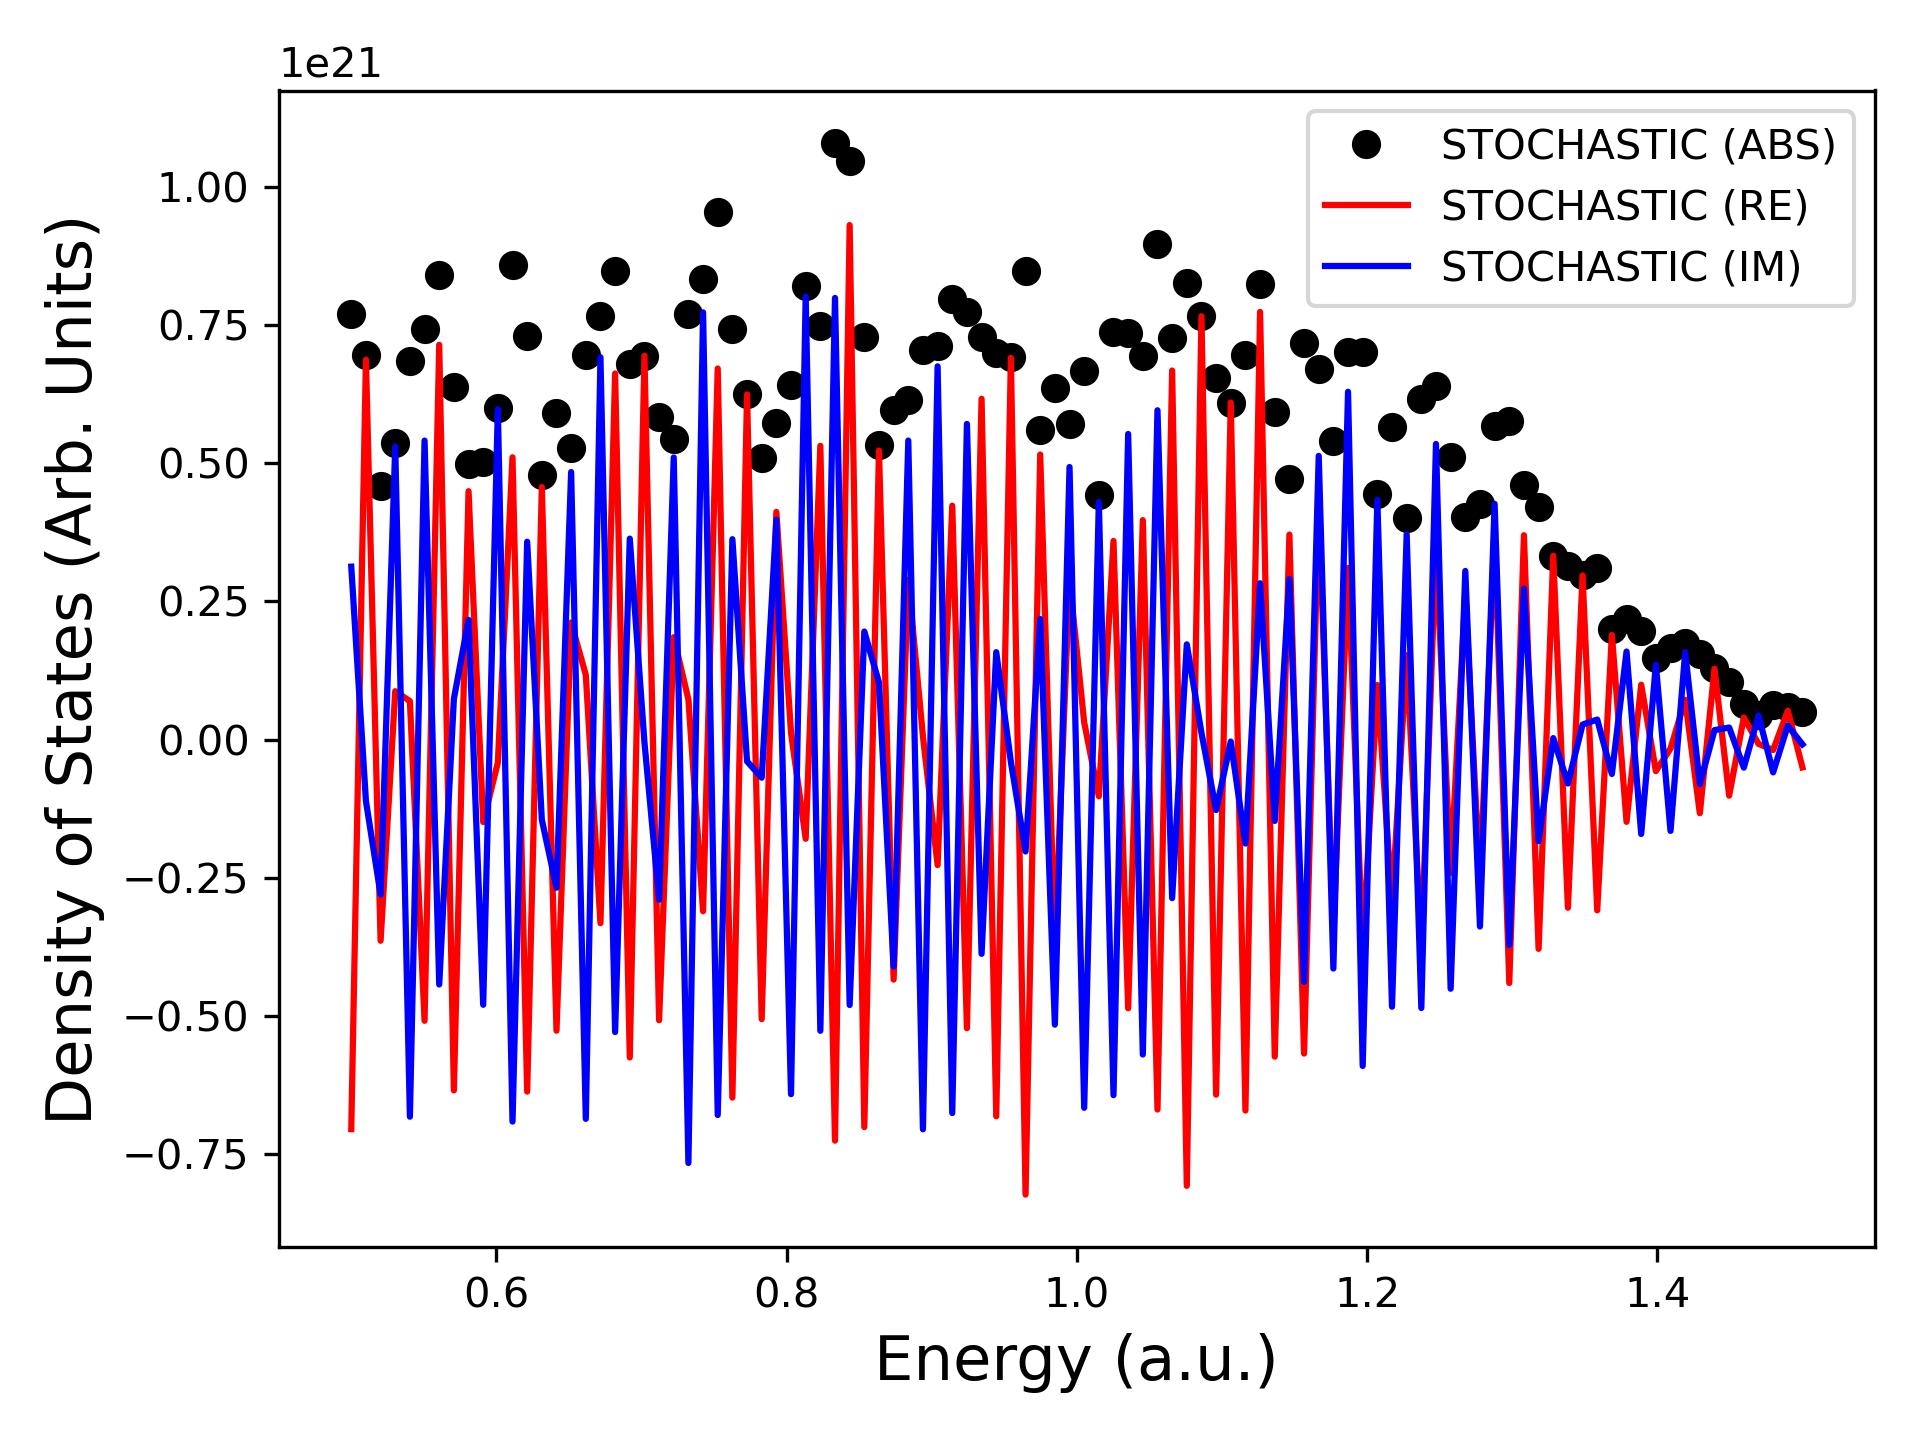 1e21
STOCHASTIC (ABS)
STOCHASTIC (RE)
STOCHASTIC (IM)
1.00
0.75
0.50
0.25
0.00
−0.25
−0.50
−0.75
Density of States (Arb. Units)
0.6 0.8 1.0 1.2 1.4
Energy (a.u.)